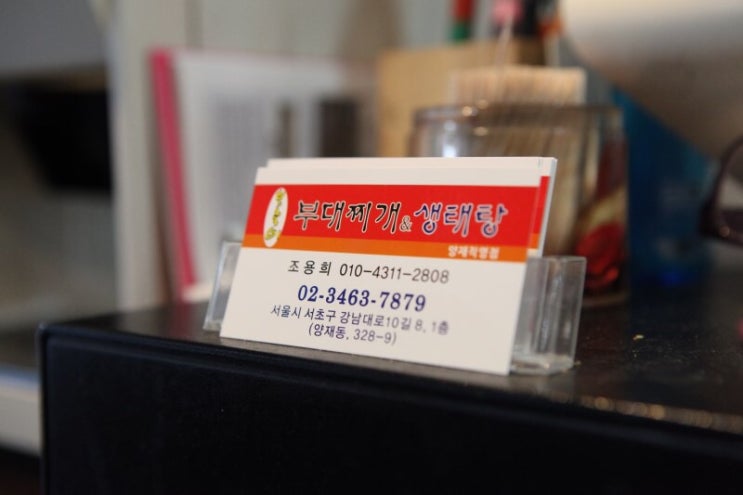 부대찌개&생태탕
양재직영점
조용희 010-4311-2808
02-3463-7879
서울시 서초구 강남대로10길 8, 1층
(양재동, 328-9)